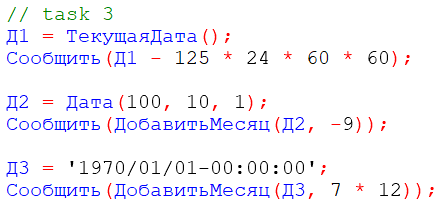 // task 3
Д1 = ТекущаяДата();
Сообщить(Д1 - 125 * 24 * 60 * 60);
Д2 = Дата(100, 10, 1);
Сообщить(ДобавитьМесяц(Д2, -9));
Д3 = '1970/01/01-00:00:00';
Сообщить(ДобавитьМесяц(Д3, 7 * 12));